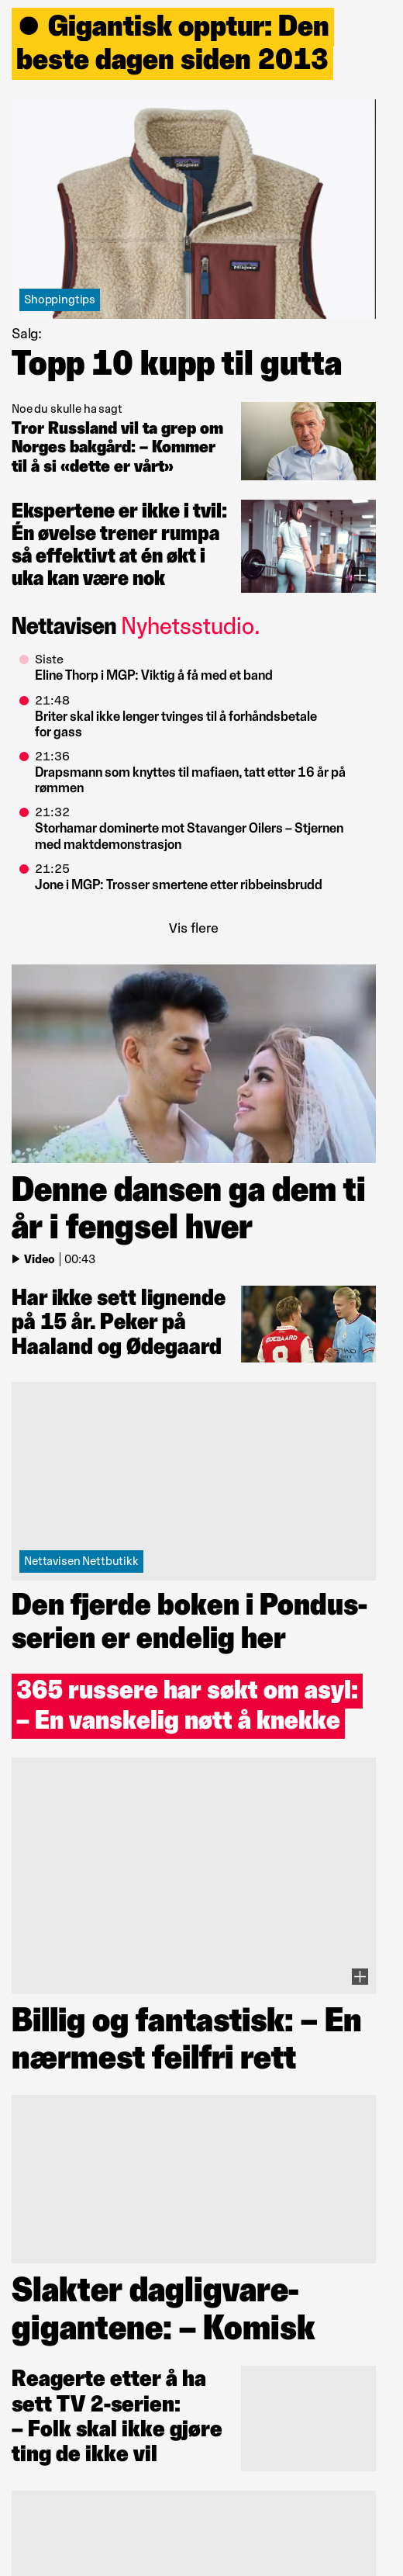 Gigantisk opptur: Den
beste dagen siden 2013
patagonia
patagonia
Shoppingtips
Salg:
Topp 10 kupp til gutta
Noe du skulle ha sagt
Tror Russland vil ta grep om
Norges bakgård: – Kommer
til å si «dette er vårt»
Ekspertene er ikke i tvil:
Én øvelse trener rumpa
så effektivt at én økt i
uka kan være nok
Nettavisen Nyhetsstudio.
Siste
Eline Thorp i MGP: Viktig å få med et band
21:48
Briter skal ikke lenger tvinges til å forhåndsbetale
for gass
21:36
Drapsmann som knyttes til mafiaen, tatt etter 16 år på
rømmen
21:32
Storhamar dominerte mot Stavanger Oilers – Stjernen
med maktdemonstrasjon
21:25
Jone i MGP: Trosser smertene etter ribbeinsbrudd
Vis flere
Denne dansen ga dem ti
år i fengsel hver
Video | 00:43
Har ikke sett lignende
på 15 år. Peker på
Haaland og Ødegaard
ØDEGAARD
8
Nettavisen Nettbutikk
Den fjerde boken i Pondus-
serien er endelig her
365 russere har søkt om asyl:
– En vanskelig nøtt å knekke
Billig og fantastisk: – En
nærmest feilfri rett
Slakter dagligvare-
gigantene: – Komisk
Reagerte etter å ha
sett TV 2-serien:
– Folk skal ikke gjøre
ting de ikke vil